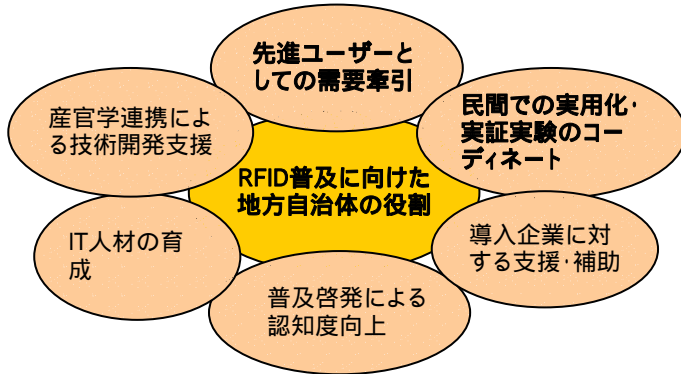 先進ユーザーと
しての需要牽引
民間での実用化・
実証実験のコー
ディネート
産官学連携によ
る技術開発支援
RFID普及に向けた
地方自治体の役割
IT人材の育
成
導入企業に対
する支援・補助
普及啓発による
認知度向上